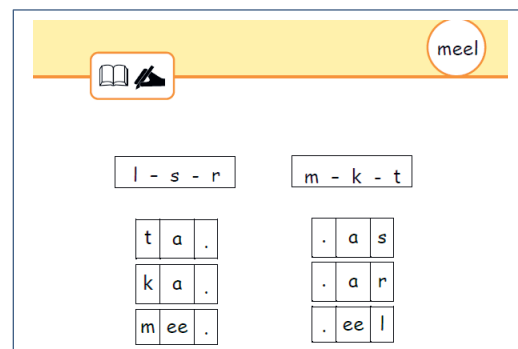 meel
l - s - r
m - k - t
t a .
k a .
m ee .
. a s
. a r
. ee l